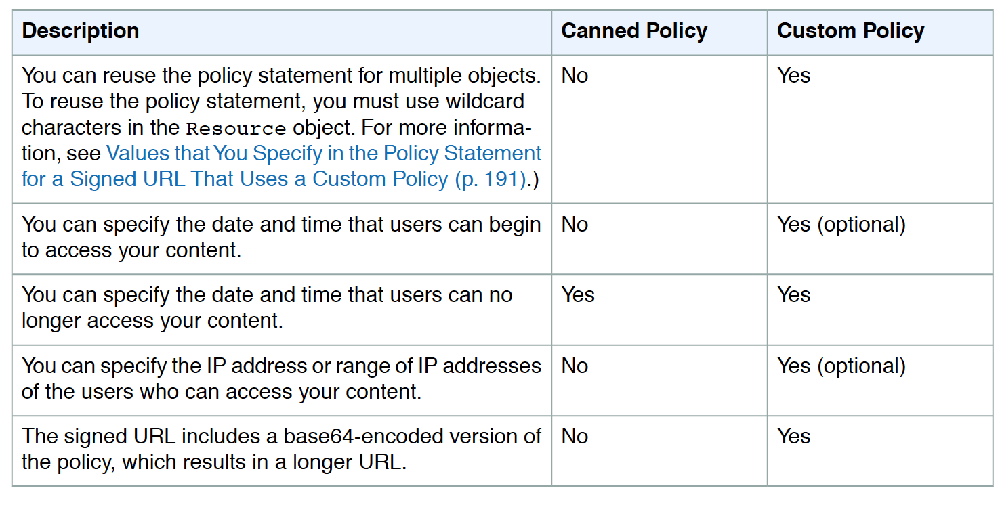 Description Canned Policy Custom Policy
You can reuse the policy statement for multiple objects. No Yes
To reuse the policy statement, you must use wildcard
characters in the Resource object. For more informa-
tion, see Values that You Specify in the Policy Statement
for a Signed URL That Uses a Custom Policy (p. 191).)
You can specify the date and time that users can begin No Yes (optional)
to access your content.
You can specify the date and time that users can no Yes Yes
longer access your content.
You can specify the IP address or range of IP addresses No Yes (optional)
of the users who can access your content.
The signed URL includes a base64-encoded version of No Yes
the policy, which results in a longer URL.